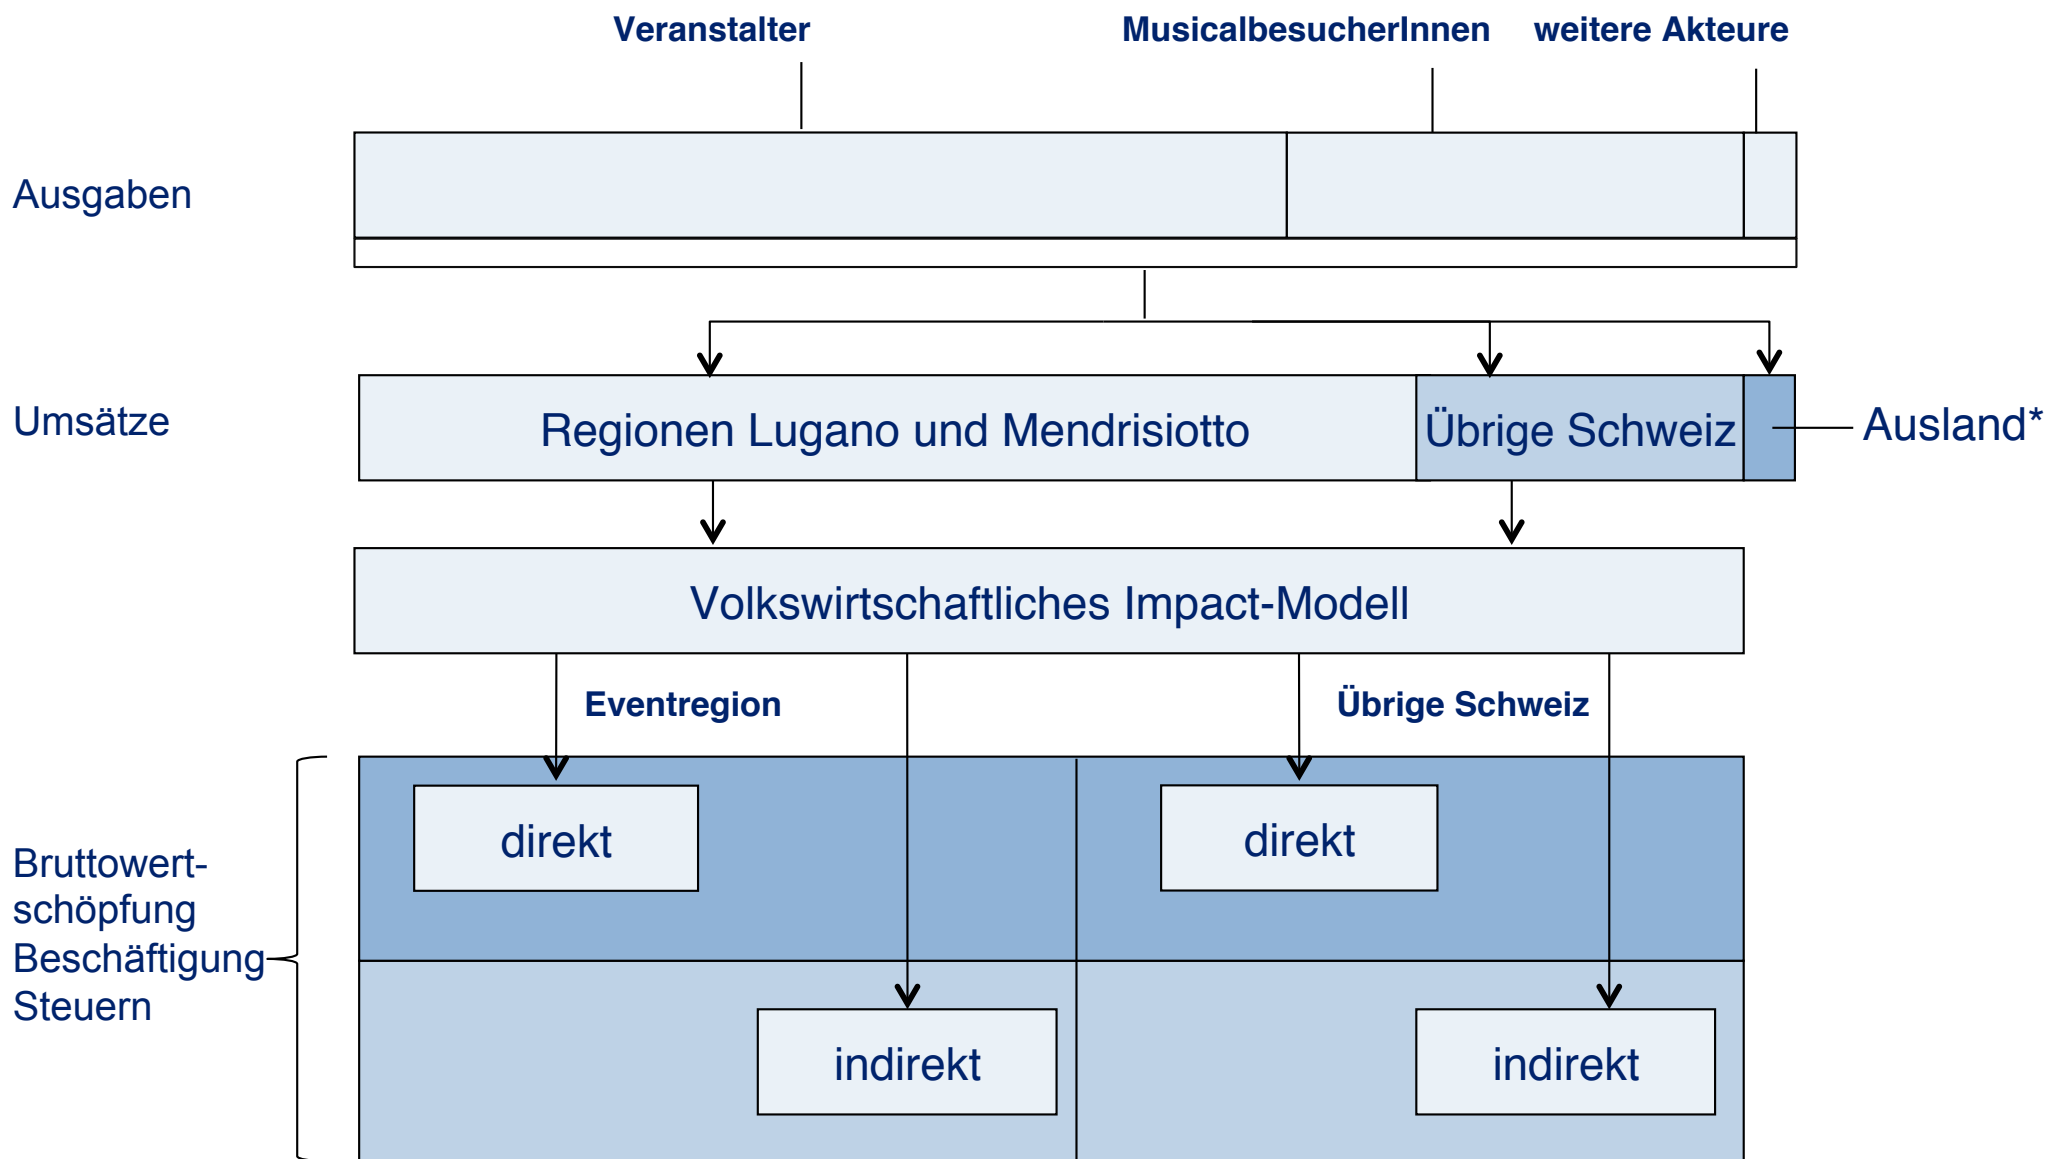 Veranstalter
MusicalbesucherInnen
weitere Akteure
Ausgaben
Umsätze
Regionen Lugano und Mendrisiotto
Übrige Schweiz
Ausland*
Volkswirtschaftliches Impact-Modell
Eventregion
Übrige Schweiz
direkt
direkt
Bruttowert-
schöpfung
Beschäftigung
Steuern
indirekt
indirekt